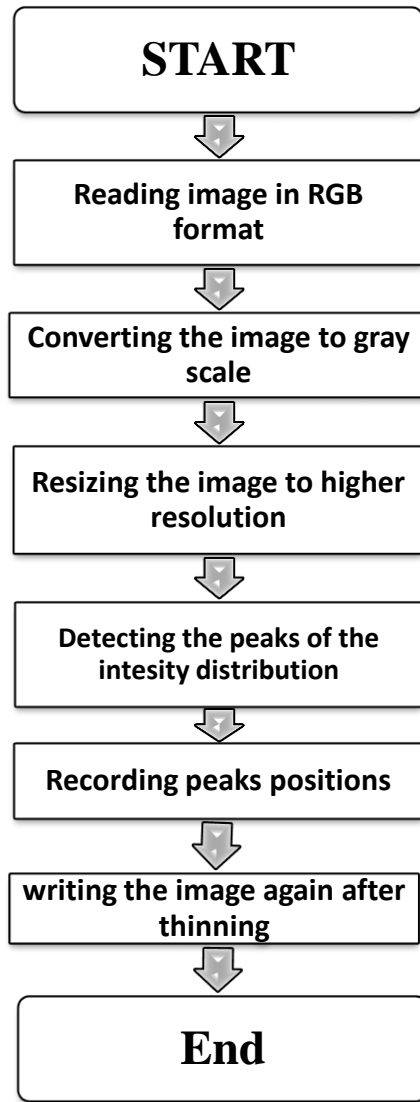 START
Reading image in RGB
format
Converting the image to gray
scale
Resizing the image to higher
resolution
Detecting the peaks of the
intesity distribution
Recording peaks positions
writing the image again after
thinning
End